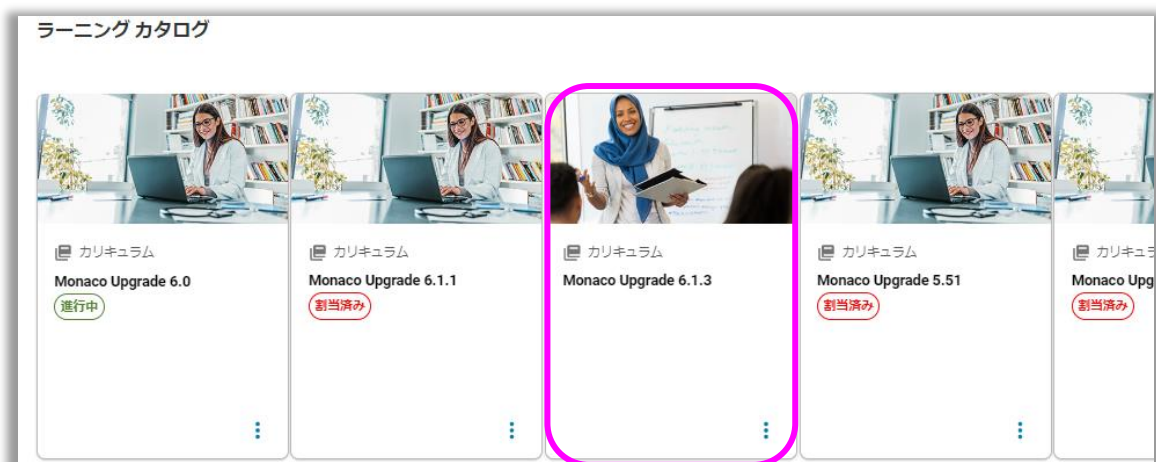 ラーニング カタログ
カリキュラム
Monaco Upgrade 6.0
進行中
カリキュラム
Monaco Upgrade 6.1.1
割当済み
カリキュラム
Monaco Upgrade 6.1.3
カリキュラム
Monaco Upgrade 5.51
割当済み
カリキュ
Monaco Upg
割当済み